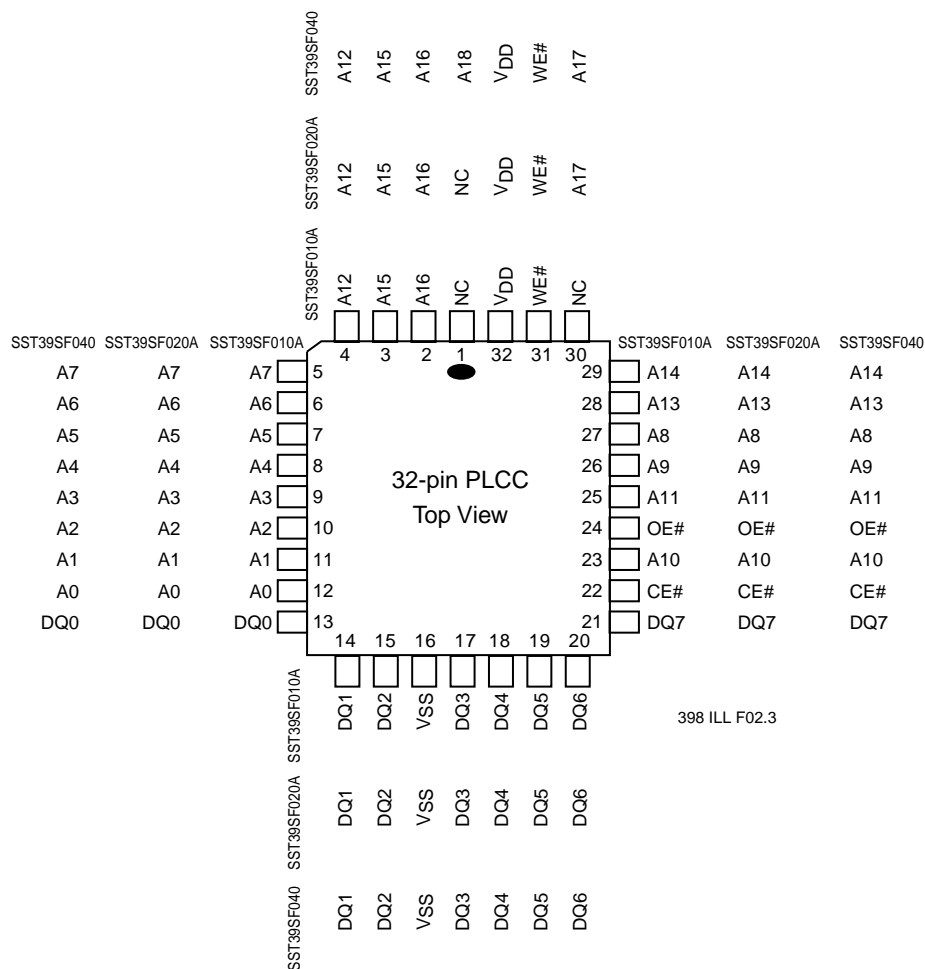 SST39SF040 A12 A15 A16 A18 VDD WE# A17
SST39SF020A A12 A15 A16 NC VDD WE# A17
SST39SF010A A12 A15 A16 NC VDD WE# NC
SST39SF040 SST39SF020A SST39SF010A 4 3 2 1 32 31 30 SST39SF010A SST39SF020A SST39SF040
A7 A7 A7 5 29 A14 A14 A14
A6 A6 A6 6 28 A13 A13 A13
A5 A5 A5 7 27 A8 A8 A8
A4 A4 A4 8 26 A9 A9 A9
A3 A3 A3 9 25 A11 A11 A11
A2 A2 A2 10 24 OE# OE# OE#
A1 A1 A1 11 23 A10 A10 A10
A0 A0 A0 12 22 CE# CE# CE#
DQ0 DQ0 DQ0 13 21 DQ7 DQ7 DQ7
32-pin PLCC
Top View
14 15 16 17 18 19 20
SST39SF010A DQ1 DQ2 VSS DQ3 DQ4 DQ5 DQ6
398 ILL F02.3
SST39SF020A DQ1 DQ2 VSS DQ3 DQ4 DQ5 DQ6
SST39SF040 DQ1 DQ2 VSS DQ3 DQ4 DQ5 DQ6